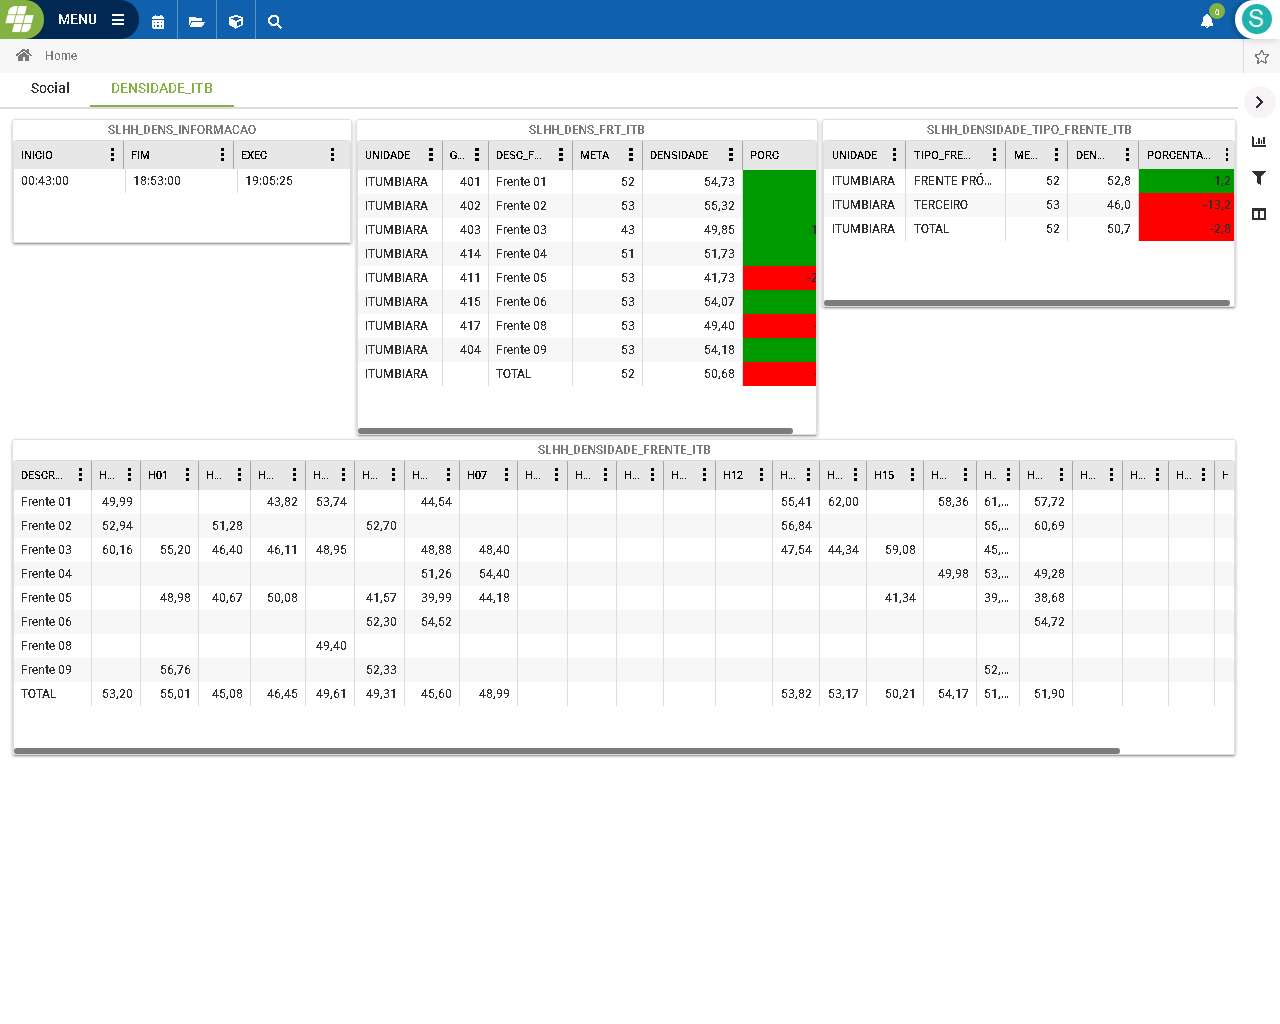 MENU
0
S
Home
Social DENSIDADE_ITB
SLHH_DENS_INFORMACAO
INICIO FIM EXEC
00:43:00 18:53:00 19:05:25
SLHH_DENS_FRT_ITB
UNIDADE G... DESC_F... META DENSIDADE PORC
ITUMBIARA 401 Frente 01 52 54,73
ITUMBIARA 402 Frente 02 53 55,32
ITUMBIARA 403 Frente 03 43 49,85 1
ITUMBIARA 414 Frente 04 51 51,73
ITUMBIARA 411 Frente 05 53 41,73 -2
ITUMBIARA 415 Frente 06 53 54,07
ITUMBIARA 417 Frente 08 53 49,40 -
ITUMBIARA 404 Frente 09 53 54,18
ITUMBIARA TOTAL 52 50,68 -
SLHH_DENSIDADE_TIPO_FRENTE_ITB
UNIDADE TIPO_FRE... ME... DEN... PORCENTA...
ITUMBIARA FRENTE PRÓ... 52 52,8 1,2
ITUMBIARA TERCEIRO 53 46,0 -13,2
ITUMBIARA TOTAL 52 50,7 -2,8
SLHH_DENSIDADE_FRENTE_ITB
DESCR... H... H01 H... H... H... H... H... H07 H... H... H... H... H12 H... H... H15 H... H... H... H... H... H... H
Frente 01 49,99 43,82 53,74 44,54 55,41 62,00 58,36 61,... 57,72
Frente 02 52,94 51,28 52,70 56,84 55,... 60,69
Frente 03 60,16 55,20 46,40 46,11 48,95 48,88 48,40 47,54 44,34 59,08 45,...
Frente 04 51,26 54,40 49,98 53,... 49,28
Frente 05 48,98 40,67 50,08 41,57 39,99 44,18 41,34 39,... 38,68
Frente 06 52,30 54,52 54,72
Frente 08 49,40
Frente 09 56,76 52,33 52,...
TOTAL 53,20 55,01 45,08 46,45 49,61 49,31 45,60 48,99 53,82 53,17 50,21 54,17 51,... 51,90